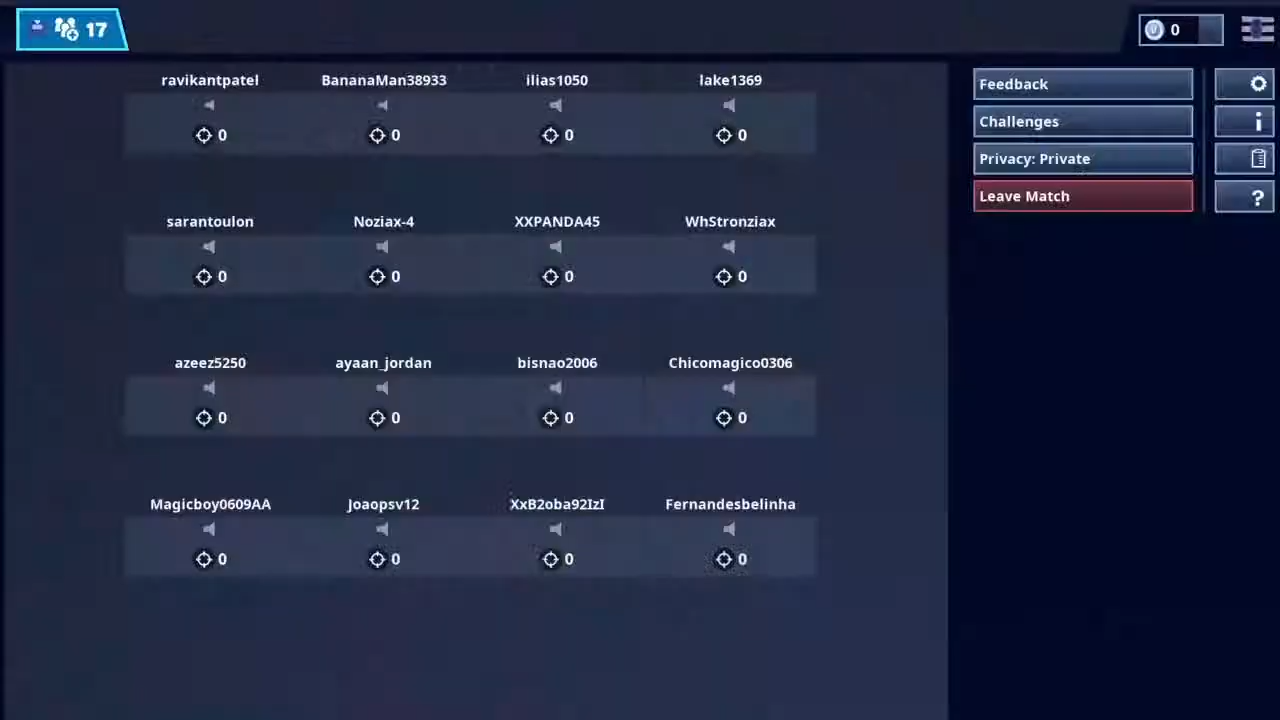 17
0
ravikantpatel BananaMan38933 ilias1050 lake1369
0 0 0 0
sarantoulon Noziax-4 XXPANDA45 WhStronziax
0 0 0 0
azeez5250 ayaan_jordan bisnao2006 Chicomagico0306
0 0 0 0
Magicboy0609AA Joaopsv12 XxB2oba92IzI Fernandesbelinha
0 0 0 0
Feedback
Challenges
i
Privacy: Private
Leave Match
?